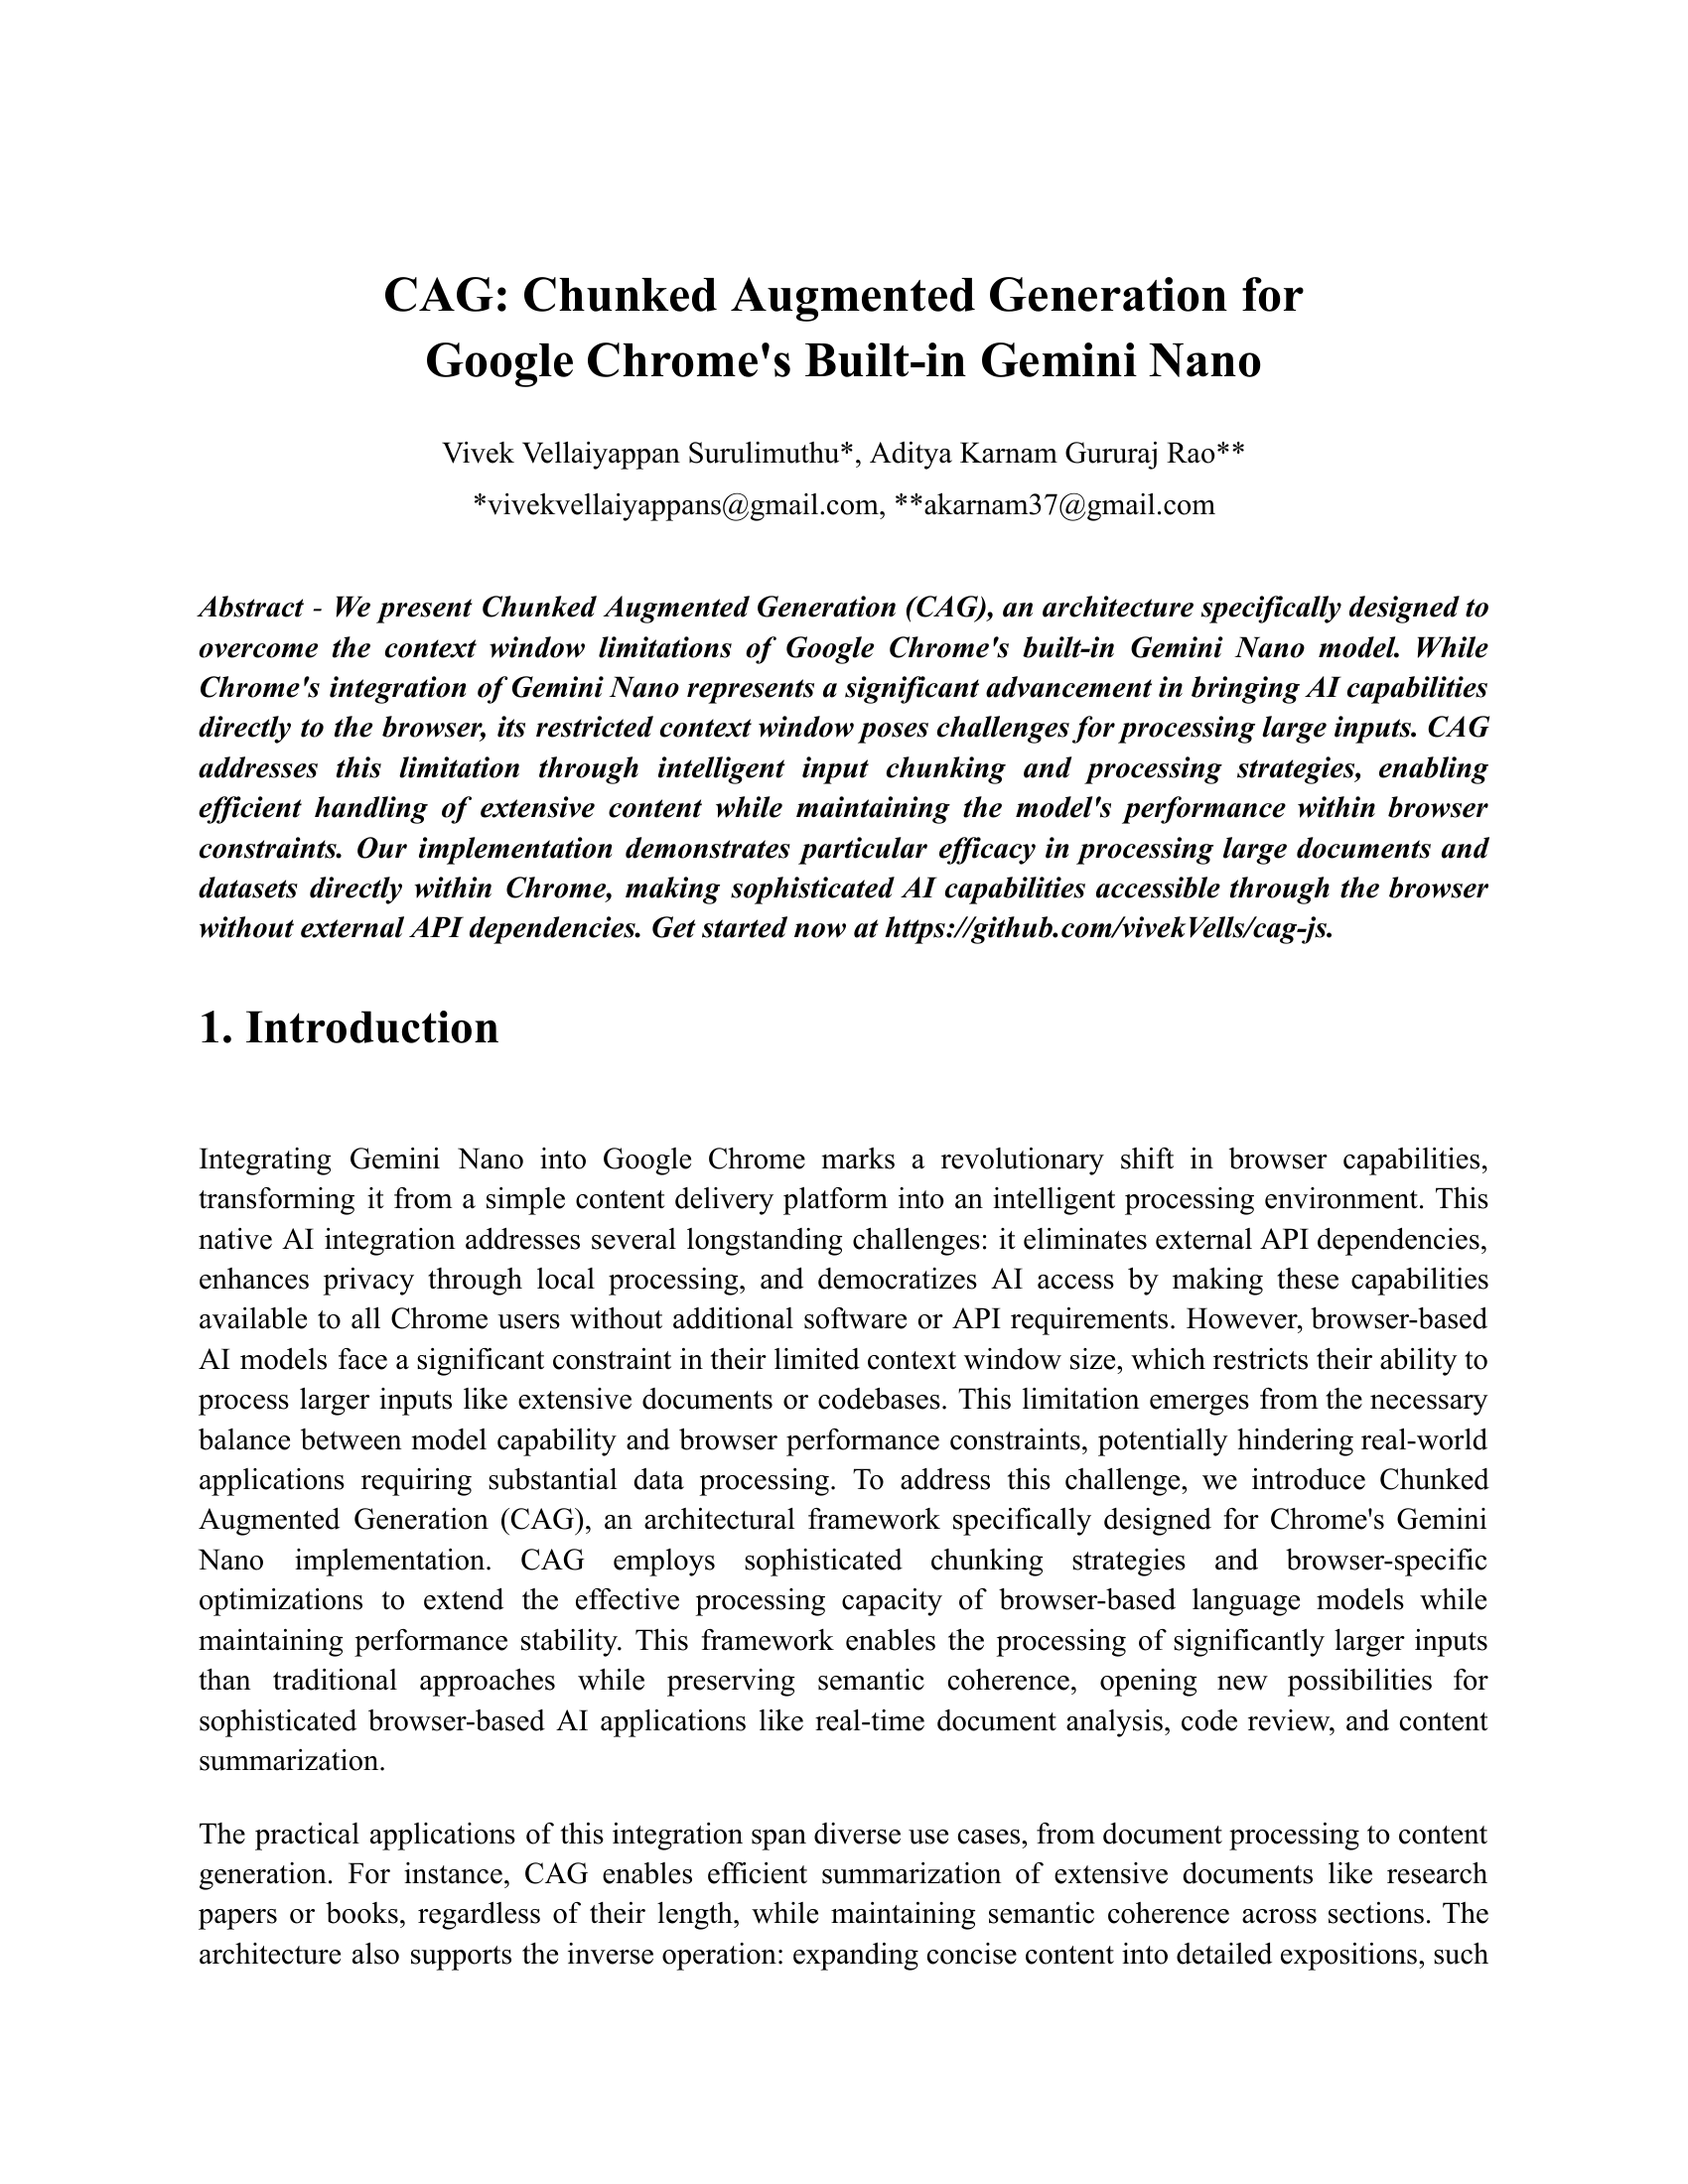 CAG: Chunked Augmented Generation for
Google Chrome's Built-in Gemini Nano
Vivek Vellaiyappan Surulimuthu*, Aditya Karnam Gururaj Rao**
*vivekvellaiyappans@gmail.com, **akarnam37@gmail.com
Abstract - We present Chunked Augmented Generation (CAG), an architecture specifically designed to
overcome the context window limitations of Google Chrome's built-in Gemini Nano model. While
Chrome's integration of Gemini Nano represents a significant advancement in bringing AI capabilities
directly to the browser, its restricted context window poses challenges for processing large inputs. CAG
addresses this limitation through intelligent input chunking and processing strategies, enabling
efficient handling of extensive content while maintaining the model's performance within browser
constraints. Our implementation demonstrates particular efficacy in processing large documents and
datasets directly within Chrome, making sophisticated AI capabilities accessible through the browser
without external API dependencies. Get started now at https://github.com/vivekVells/cag-js.
1. Introduction
Integrating Gemini Nano into Google Chrome marks a revolutionary shift in browser capabilities,
transforming it from a simple content delivery platform into an intelligent processing environment. This
native AI integration addresses several longstanding challenges: it eliminates external API dependencies,
enhances privacy through local processing, and democratizes AI access by making these capabilities
available to all Chrome users without additional software or API requirements. However, browser-based
AI models face a significant constraint in their limited context window size, which restricts their ability to
process larger inputs like extensive documents or codebases. This limitation emerges from the necessary
balance between model capability and browser performance constraints, potentially hindering real-world
applications requiring substantial data processing. To address this challenge, we introduce Chunked
Augmented Generation (CAG), an architectural framework specifically designed for Chrome's Gemini
Nano implementation. CAG employs sophisticated chunking strategies and browser-specific
optimizations to extend the effective processing capacity of browser-based language models while
maintaining performance stability. This framework enables the processing of significantly larger inputs
than traditional approaches while preserving semantic coherence, opening new possibilities for
sophisticated browser-based AI applications like real-time document analysis, code review, and content
summarization.
The practical applications of this integration span diverse use cases, from document processing to content
generation. For instance, CAG enables efficient summarization of extensive documents like research
papers or books, regardless of their length, while maintaining semantic coherence across sections. The
architecture also supports the inverse operation: expanding concise content into detailed expositions, such